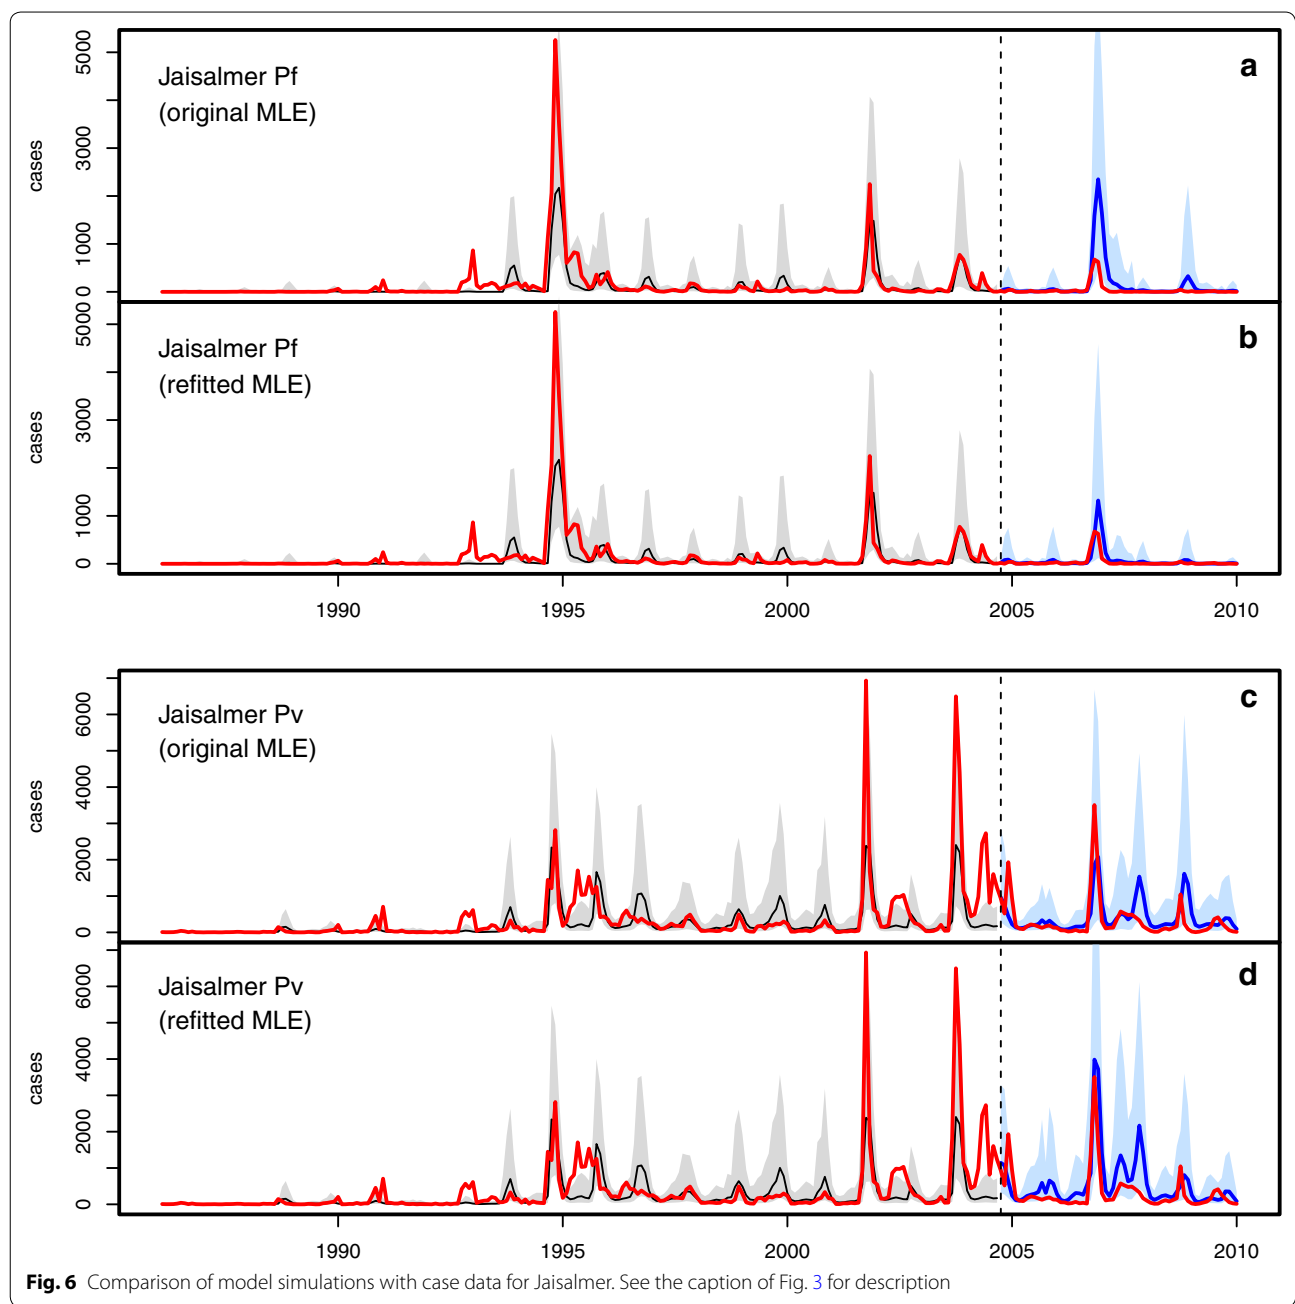 5000
3000
1000
0
cases
Jaisalmer Pf
(original MLE)
a
5000
3000
1000
0
cases
Jaisalmer Pf
(refitted MLE)
b
1990 1995 2000 2005 2010
6000
4000
2000
0
cases
Jaisalmer Pv
(original MLE)
c
6000
4000
2000
0
cases
Jaisalmer Pv
(refitted MLE)
d
1990 1995 2000 2005 2010
Fig. 6 Comparison of model simulations with case data for Jaisalmer. See the caption of Fig. 3 for description